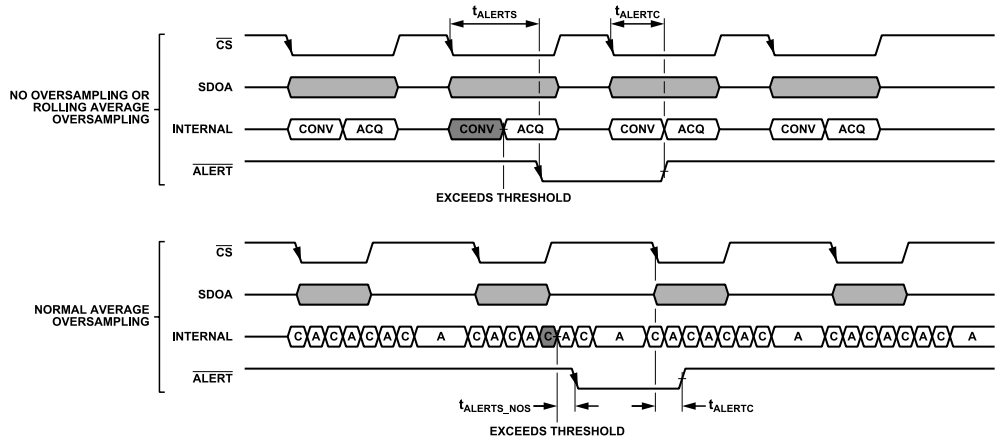 tALERTS
tALERTC
CS
SDOA
NO OVERSAMPLING OR
ROLLING AVERAGE
OVERSAMPLING
INTERNAL
CONV ACQ CONV ACQ CONV ACQ CONV ACQ
ALERT
EXCEEDS THRESHOLD
CS
SDOA
NORMAL AVERAGE
OVERSAMPLING
INTERNAL
C A C A C A C A C A C A C A C A C A C A C A C A C A C A C A C A
ALERT
tALERTS_NOS
tALERTC
EXCEEDS THRESHOLD